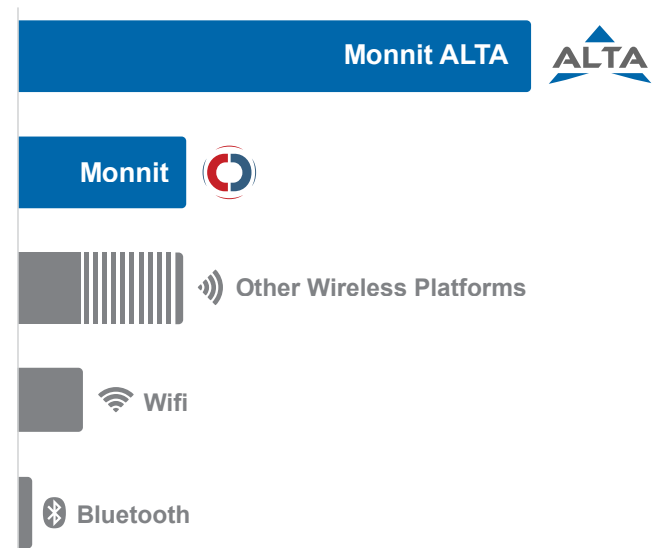 Monnit ALTA
ALTA
Monnit
Other Wireless Platforms
Wifi
Bluetooth